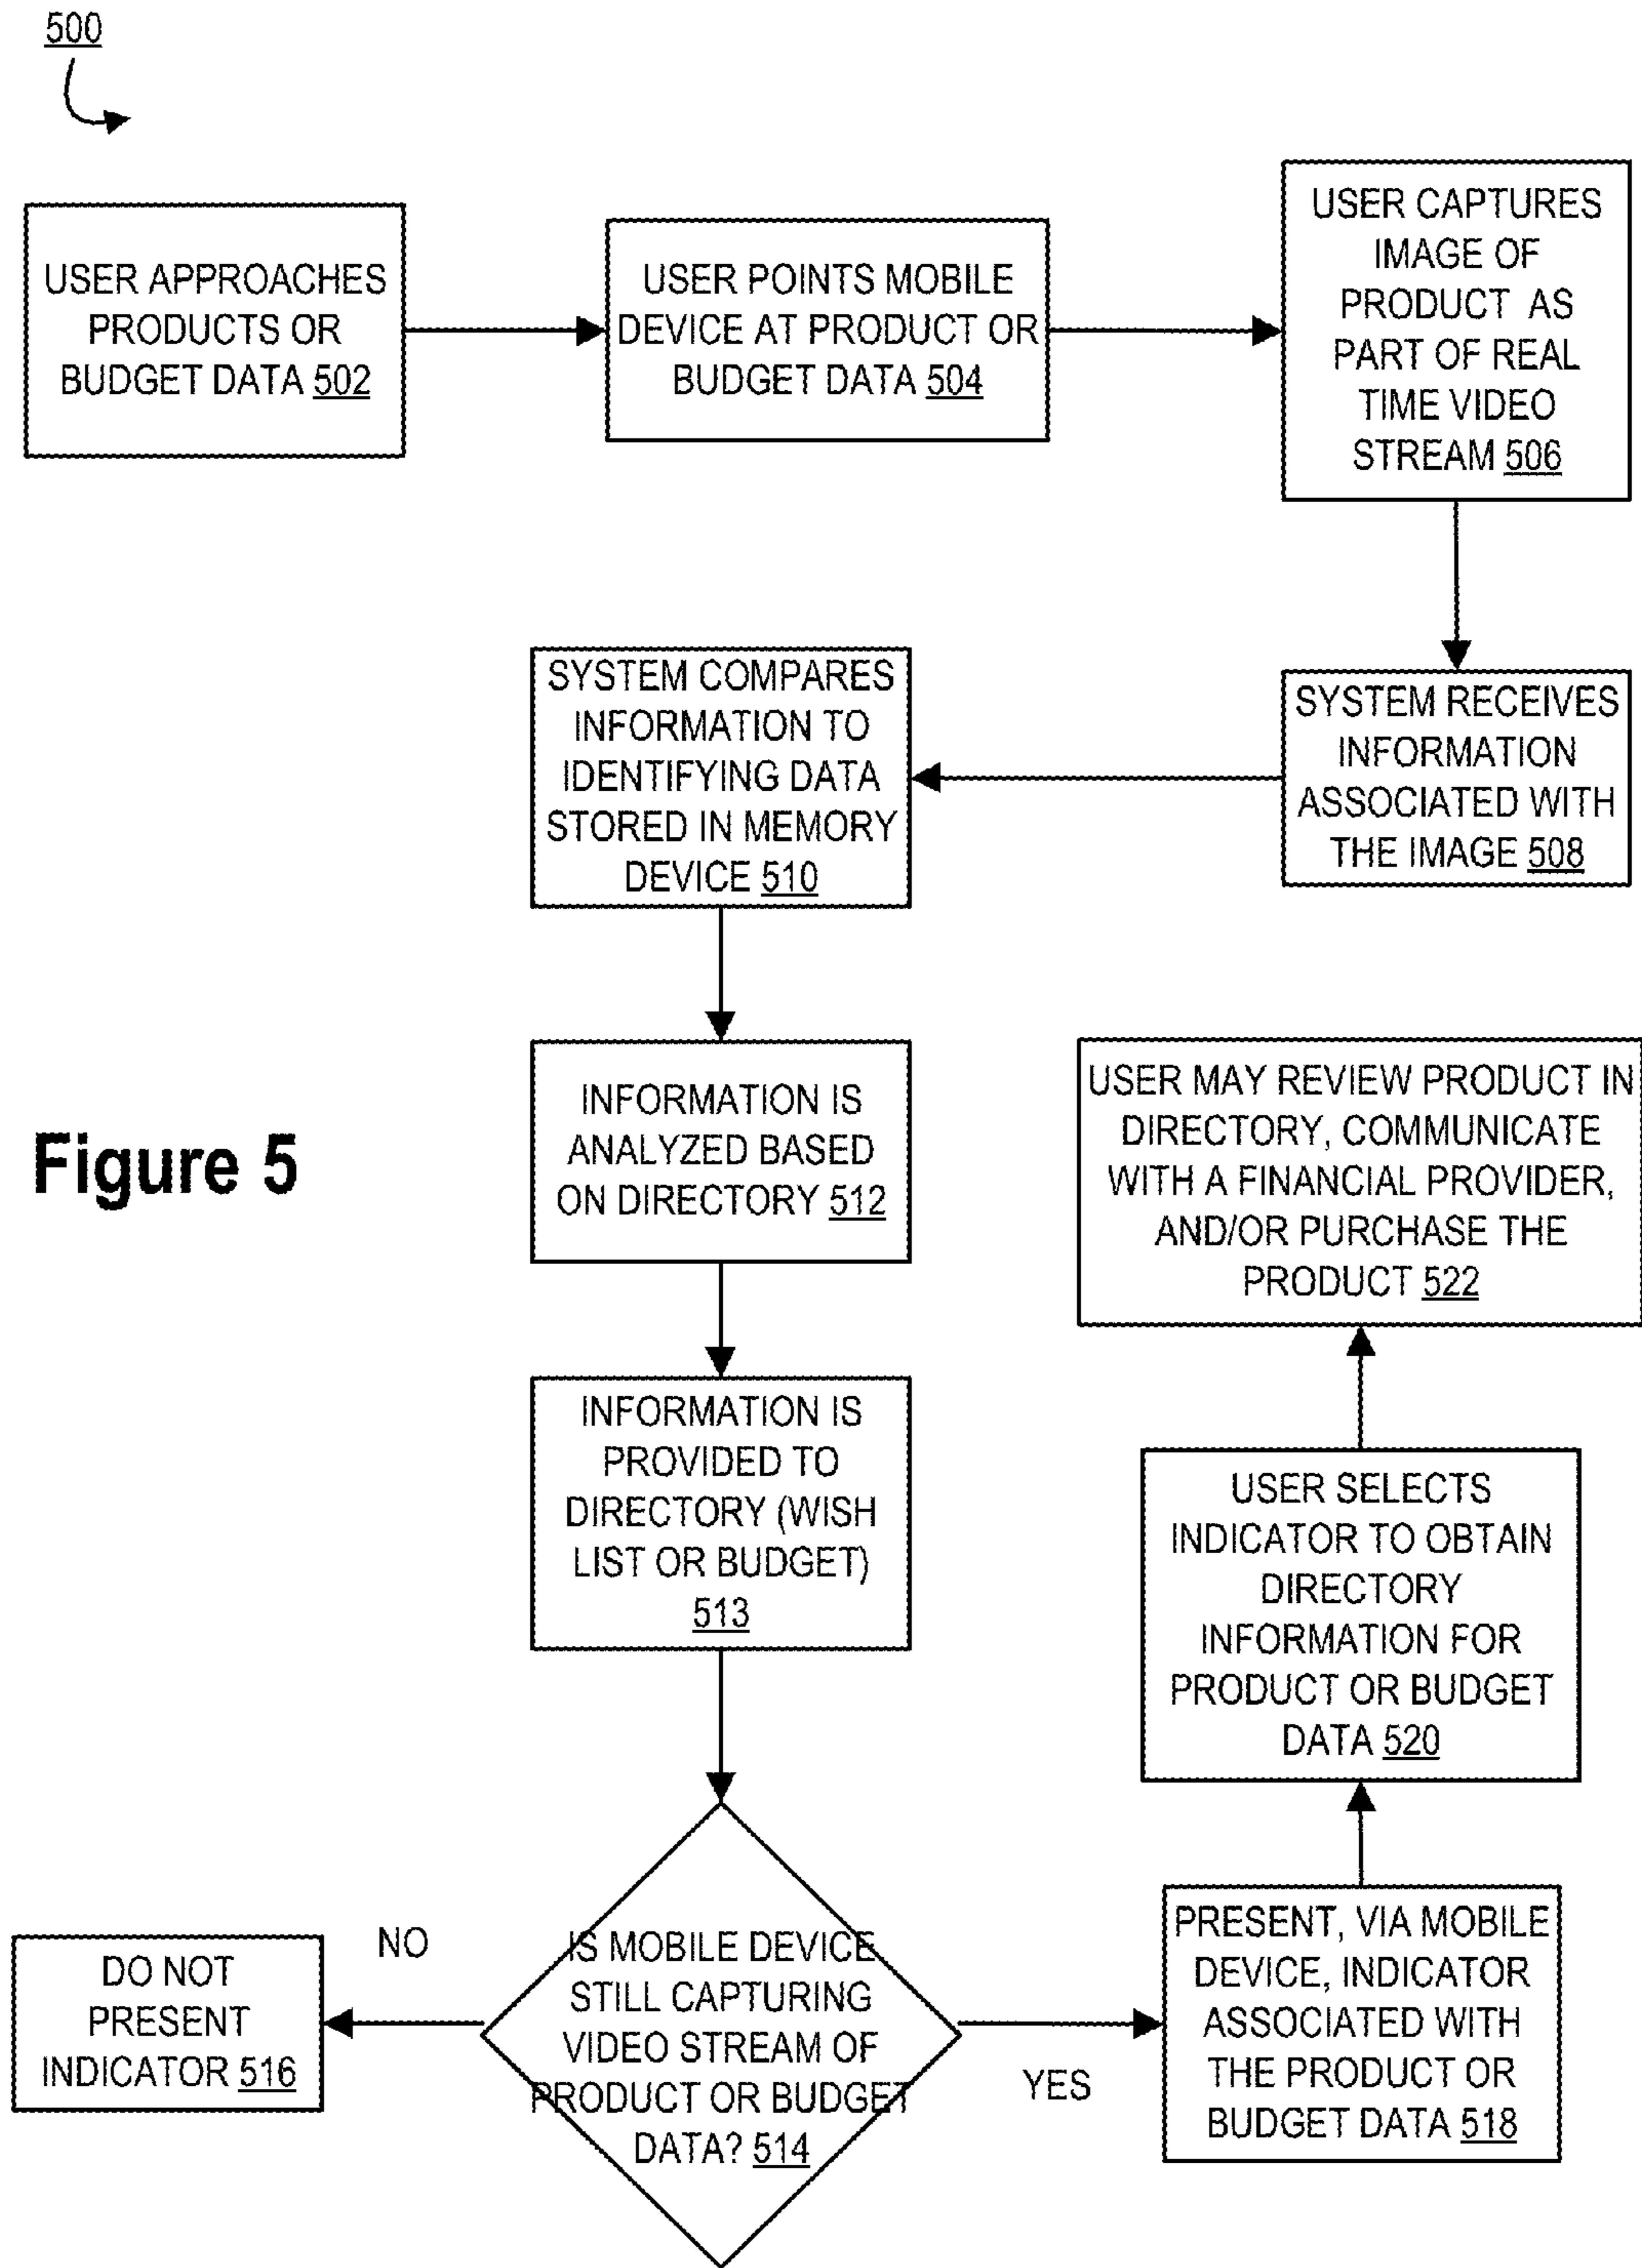 500
USER APPROACHES
PRODUCTS OR
BUDGET DATA 502
USER POINTS MOBILE
DEVICE AT PRODUCT OR
BUDGET DATA 504
USER CAPTURES
IMAGE OF
PRODUCT AS
PART OF REAL
TIME VIDEO
STREAM 506
SYSTEM RECEIVES
INFORMATION
ASSOCIATED WITH
THE IMAGE 508
SYSTEM COMPARES
INFORMATION TO
IDENTIFYING DATA
STORED IN MEMORY
DEVICE 510
INFORMATION IS
ANALYZED BASED
ON DIRECTORY 512
INFORMATION IS
PROVIDED TO
DIRECTORY (WISH
LIST OR BUDGET)
513
IS MOBILE DEVICE
STILL CAPTURING
VIDEO STREAM OF
PRODUCT OR BUDGET
DATA? 514
NO
DO NOT
PRESENT
INDICATOR 516
YES
PRESENT, VIA MOBILE
DEVICE, INDICATOR
ASSOCIATED WITH
THE PRODUCT OR
BUDGET DATA 518
USER SELECTS
INDICATOR TO OBTAIN
DIRECTORY
INFORMATION FOR
PRODUCT OR BUDGET
DATA 520
USER MAY REVIEW PRODUCT IN
DIRECTORY, COMMUNICATE
WITH A FINANCIAL PROVIDER,
AND/OR PURCHASE THE
PRODUCT 522
Figure 5